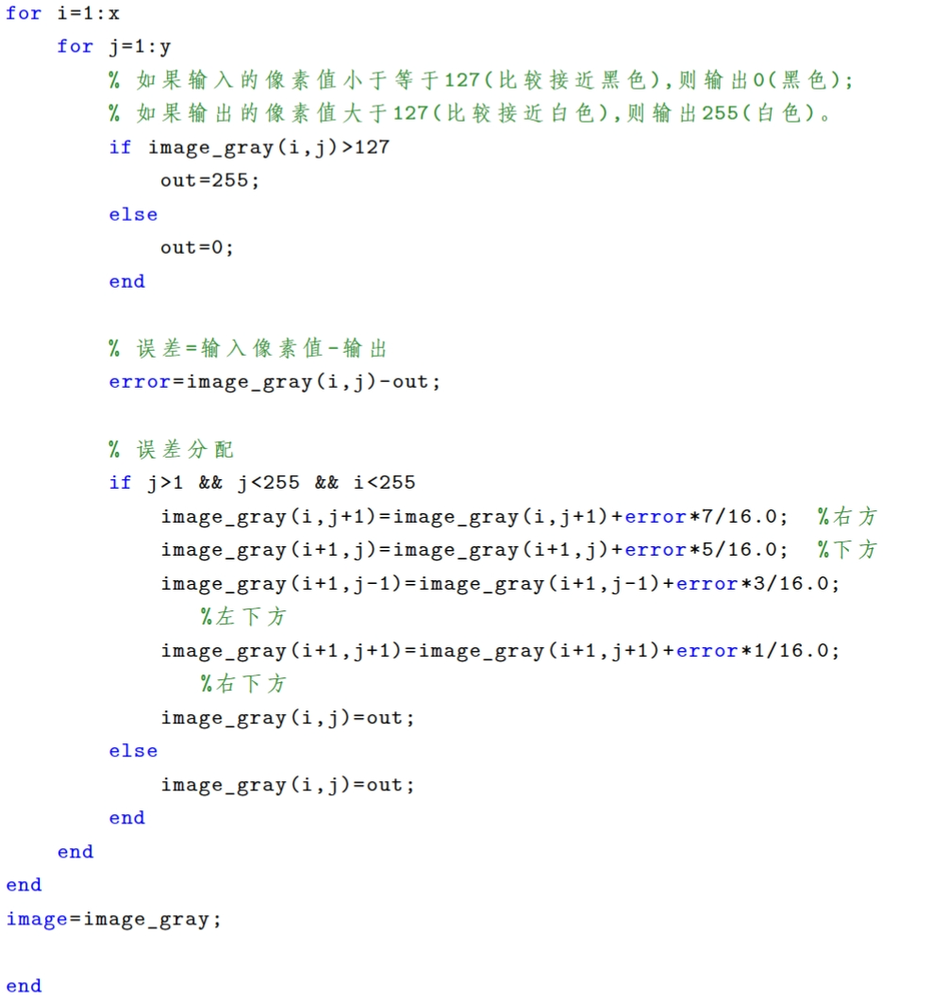 for i=1:x
    for j=1:y
        % 如果输入的像素值小于等于127(比较接近黑色),则输出0(黑色);
        % 如果输出的像素值大于127(比较接近白色),则输出255(白色)。
        if image_gray(i,j)>127
            out=255;
        else
            out=0;
        end

        % 误差=输入像素值-输出
        error=image_gray(i,j)-out;

        % 误差分配
        if j>1 && j<255 && i<255
            image_gray(i,j+1)=image_gray(i,j+1)+error*7/16.0;  %右方
            image_gray(i+1,j)=image_gray(i+1,j)+error*5/16.0;  %下方
            image_gray(i+1,j-1)=image_gray(i+1,j-1)+error*3/16.0;
               %左下方
            image_gray(i+1,j+1)=image_gray(i+1,j+1)+error*1/16.0;
               %右下方
            image_gray(i,j)=out;
        else
            image_gray(i,j)=out;
        end
    end
end
image=image_gray;

end